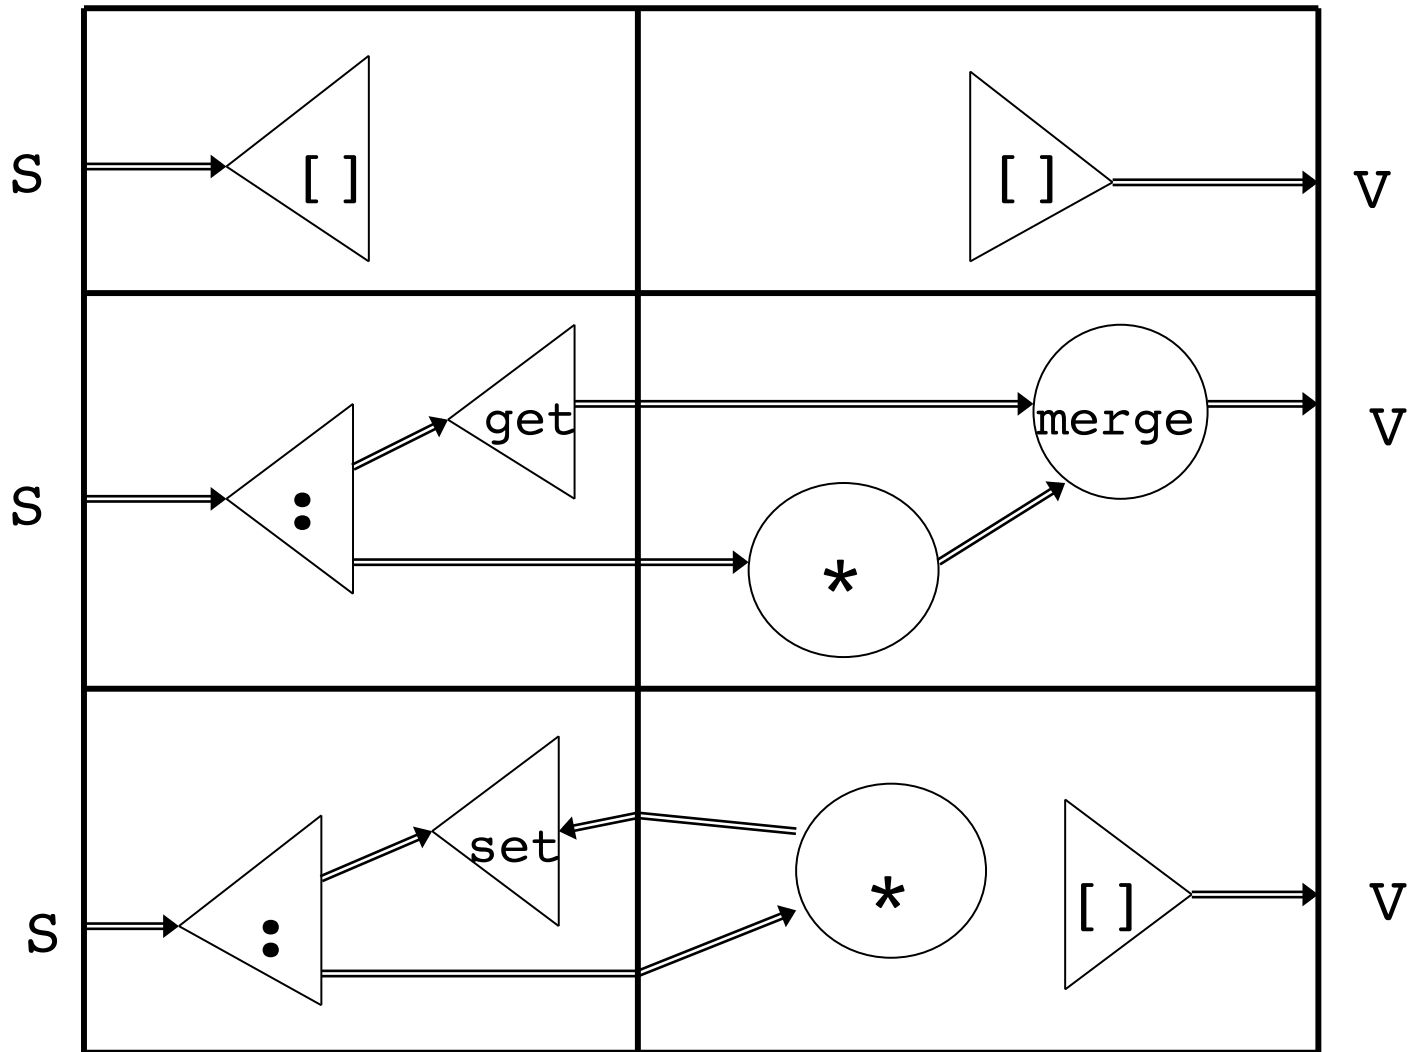 S [ ] [ ] V
get merge V
S : *
set
S : * [ ] V